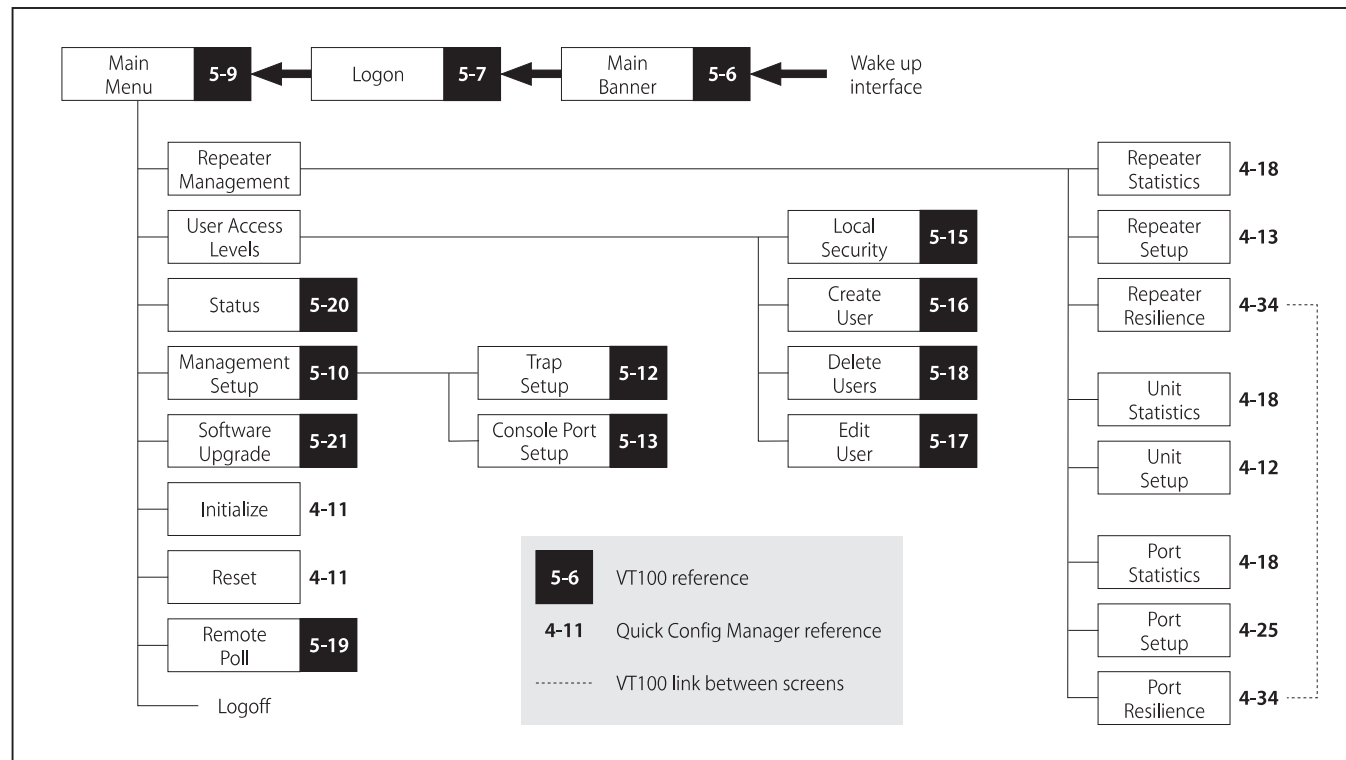 Main
Menu
5-9
Logon
5-7
Main
Banner
5-6
Wake up
interface
Repeater
Management
User Access
Levels
Status
5-20
Management
Setup
5-10
Software
Upgrade
5-21
Initialize
4-11
Reset
4-11
Remote
Poll
5-19
Logoff
Trap
Setup
5-12
Console Port
Setup
5-13
Local
Security
5-15
Create
User
5-16
Delete
Users
5-18
Edit
User
5-17
Repeater
Statistics
4-18
Repeater
Setup
4-13
Repeater
Resilience
4-34
Unit
Statistics
4-18
Unit
Setup
4-12
Port
Statistics
4-18
Port
Setup
4-25
Port
Resilience
4-34
5-6 VT100 reference
4-11 Quick Config Manager reference
VT100 link between screens